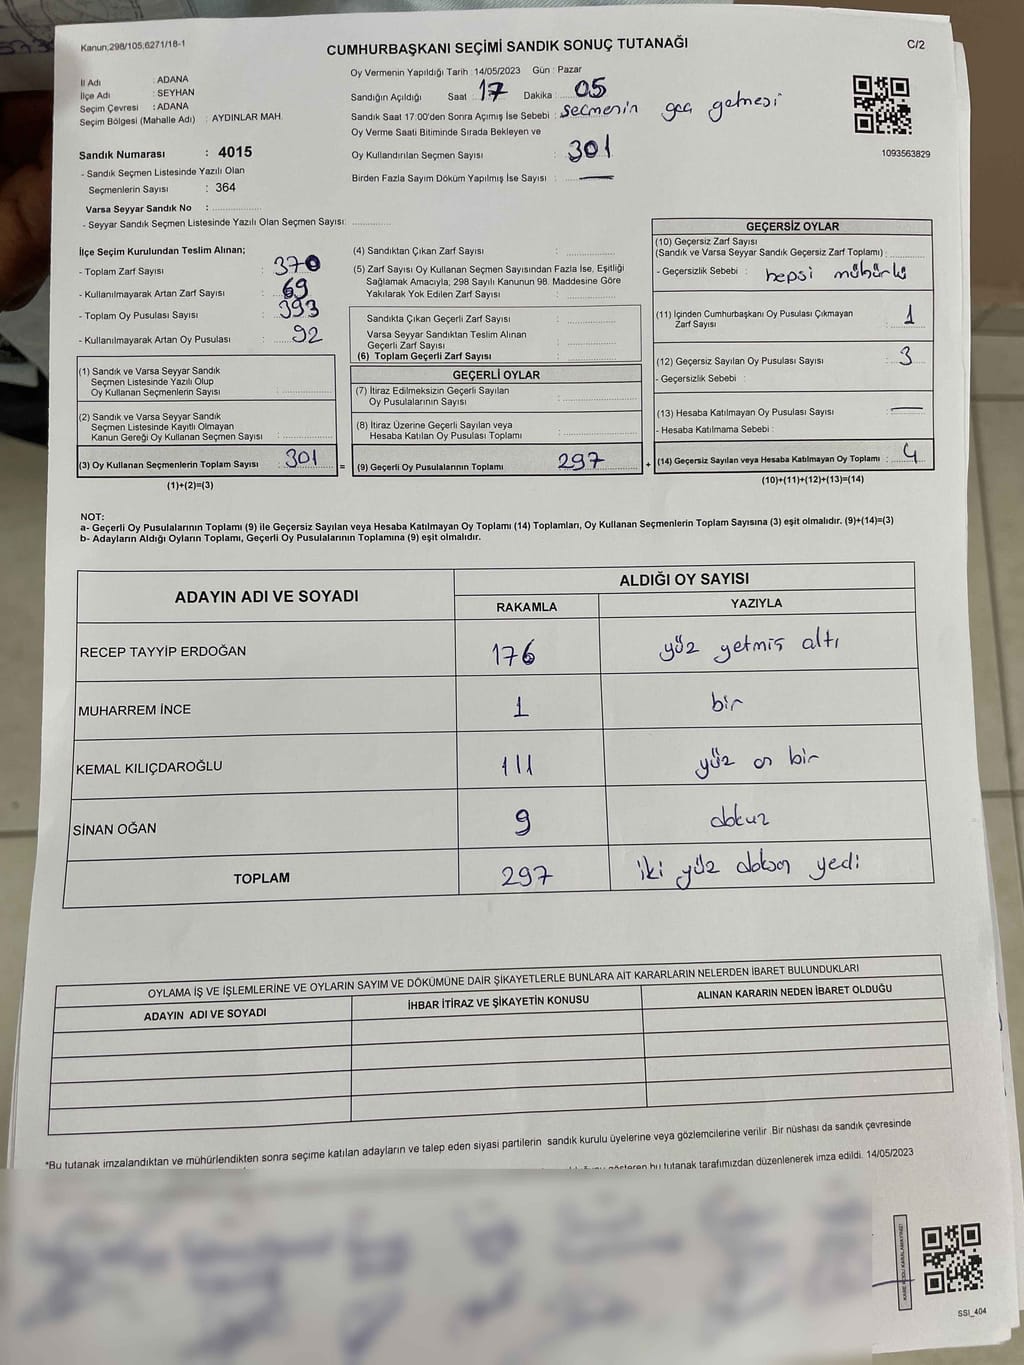 Kanun,298/105,6271/18-1
CUMHURBAŞKANI SEÇİMİ SANDIK SONUÇ TUTANAĞI
C/2
İl Adı : ADANA
İlçe Adı : SEYHAN
Seçim Çevresi : ADANA
Seçim Bölgesi (Mahalle Adı) : AYDINLAR MAH.
Sandık Numarası : 4015
- Sandık Seçmen Listesinde Yazılı Olan
Seçmenlerin Sayısı : 364
Varsa Seyyar Sandık No :
- Seyyar Sandık Seçmen Listesinde Yazılı Olan Seçmen Sayısı:
Oy Vermenin Yapıldığı Tarih : 14/05/2023 Gün : Pazar
Sandığın Açıldığı Saat 17 Dakika : 05
Sandık Saat 17:00'den Sonra Açımış İse Sebebi : seçmenin geç gelmesi
Oy Verme Saati Bitiminde Sırada Bekleyen ve
Oy Kullandırılan Seçmen Sayısı : 301
Birden Fazla Sayım Döküm Yapılmış İse Sayısı : —
1093563829
İlçe Seçim Kurulundan Teslim Alınan;
- Toplam Zarf Sayısı : 370
- Kullanılmayarak Artan Zarf Sayısı : 69
- Toplam Oy Pusulası Sayısı : 393
- Kullanılmayarak Artan Oy Pusulası : 92
(1) Sandık ve Varsa Seyyar Sandık
Seçmen Listesinde Yazılı Olup
Oy Kullanan Seçmenlerin Sayısı :
(2) Sandık ve Varsa Seyyar Sandık
Seçmen Listesinde Kayıtlı Olmayan
Kanun Gereği Oy Kullanan Seçmen Sayısı :
(3) Oy Kullanan Seçmenlerin Toplam Sayısı : 301
(1)+(2)=(3)
=
(4) Sandıktan Çıkan Zarf Sayısı :
(5) Zarf Sayısı Oy Kullanan Seçmen Sayısından Fazla İse, Eşitliği
Sağlamak Amacıyla, 298 Sayılı Kanunun 98. Maddesine Göre
Yakılarak Yok Edilen Zarf Sayısı :
Sandıkta Çıkan Geçerli Zarf Sayısı :
Varsa Seyyar Sandıktan Teslim Alınan
Geçerli Zarf Sayısı :
(6) Toplam Geçerli Zarf Sayısı :
GEÇERLİ OYLAR
(7) İtiraz Edilmeksizin Geçerli Sayılan
Oy Pusulalarının Sayısı :
(8) İtiraz Üzerine Geçerli Sayılan veya
Hesaba Katılan Oy Pusulası Toplamı :
(9) Geçerli Oy Pusulalarının Toplamı 297
+
GEÇERSİZ OYLAR
(10) Geçersiz Zarf Sayısı
(Sandık ve Varsa Seyyar Sandık Geçersiz Zarf Toplamı) :
- Geçersizlik Sebebi : hepsi mühürlü
(11) İçinden Cumhurbaşkanı Oy Pusulası Çıkmayan
Zarf Sayısı : 1
(12) Geçersiz Sayılan Oy Pusulası Sayısı : 3
- Geçersizlik Sebebi :
(13) Hesaba Katılmayan Oy Pusulası Sayısı : —
- Hesaba Katılmama Sebebi :
(14) Geçersiz Sayılan veya Hesaba Katılmayan Oy Toplamı : 4
(10)+(11)+(12)+(13)=(14)
NOT:
a- Geçerli Oy Pusulalarının Toplamı (9) ile Geçersiz Sayılan veya Hesaba Katılmayan Oy Toplamı (14) Toplamları, Oy Kullanan Seçmenlerin Toplam Sayısına (3) eşit olmalıdır. (9)+(14)=(3)
b- Adayların Aldığı Oyların Toplamı, Geçerli Oy Pusulalarının Toplamına (9) eşit olmalıdır.
ADAYIN ADI VE SOYADI
ALDIĞI OY SAYISI
RAKAMLA YAZIYLA
RECEP TAYYİP ERDOĞAN 176 yüz yetmiş altı
MUHARREM İNCE 1 bir
KEMAL KILIÇDAROĞLU 111 yüz on bir
SİNAN OĞAN 9 dokuz
TOPLAM 297 iki yüz doksan yedi
OYLAMA İŞ VE İŞLEMLERİNE VE OYLARIN SAYIM VE DÖKÜMÜNE DAİR ŞİKAYETLERLE BUNLARA AİT KARARLARIN NELERDEN İBARET BULUNDUKLARI
ADAYIN ADI VE SOYADI İHBAR İTİRAZ VE ŞİKAYETİN KONUSU ALINAN KARARIN NEDEN İBARET OLDUĞU
*Bu tutanak imzalandıktan ve mühürlendikten sonra seçime katılan adayların ve talep eden siyasi partilerin sandık kurulu üyelerine veya gözlemcilerine verilir. Bir nüshası da sandık çevresinde
gösteren bu tutanak tarafımızdan düzenlenerek imza edildi. 14/05/2023
KARE KODU KARALAMAYINIZ!
SSI_404